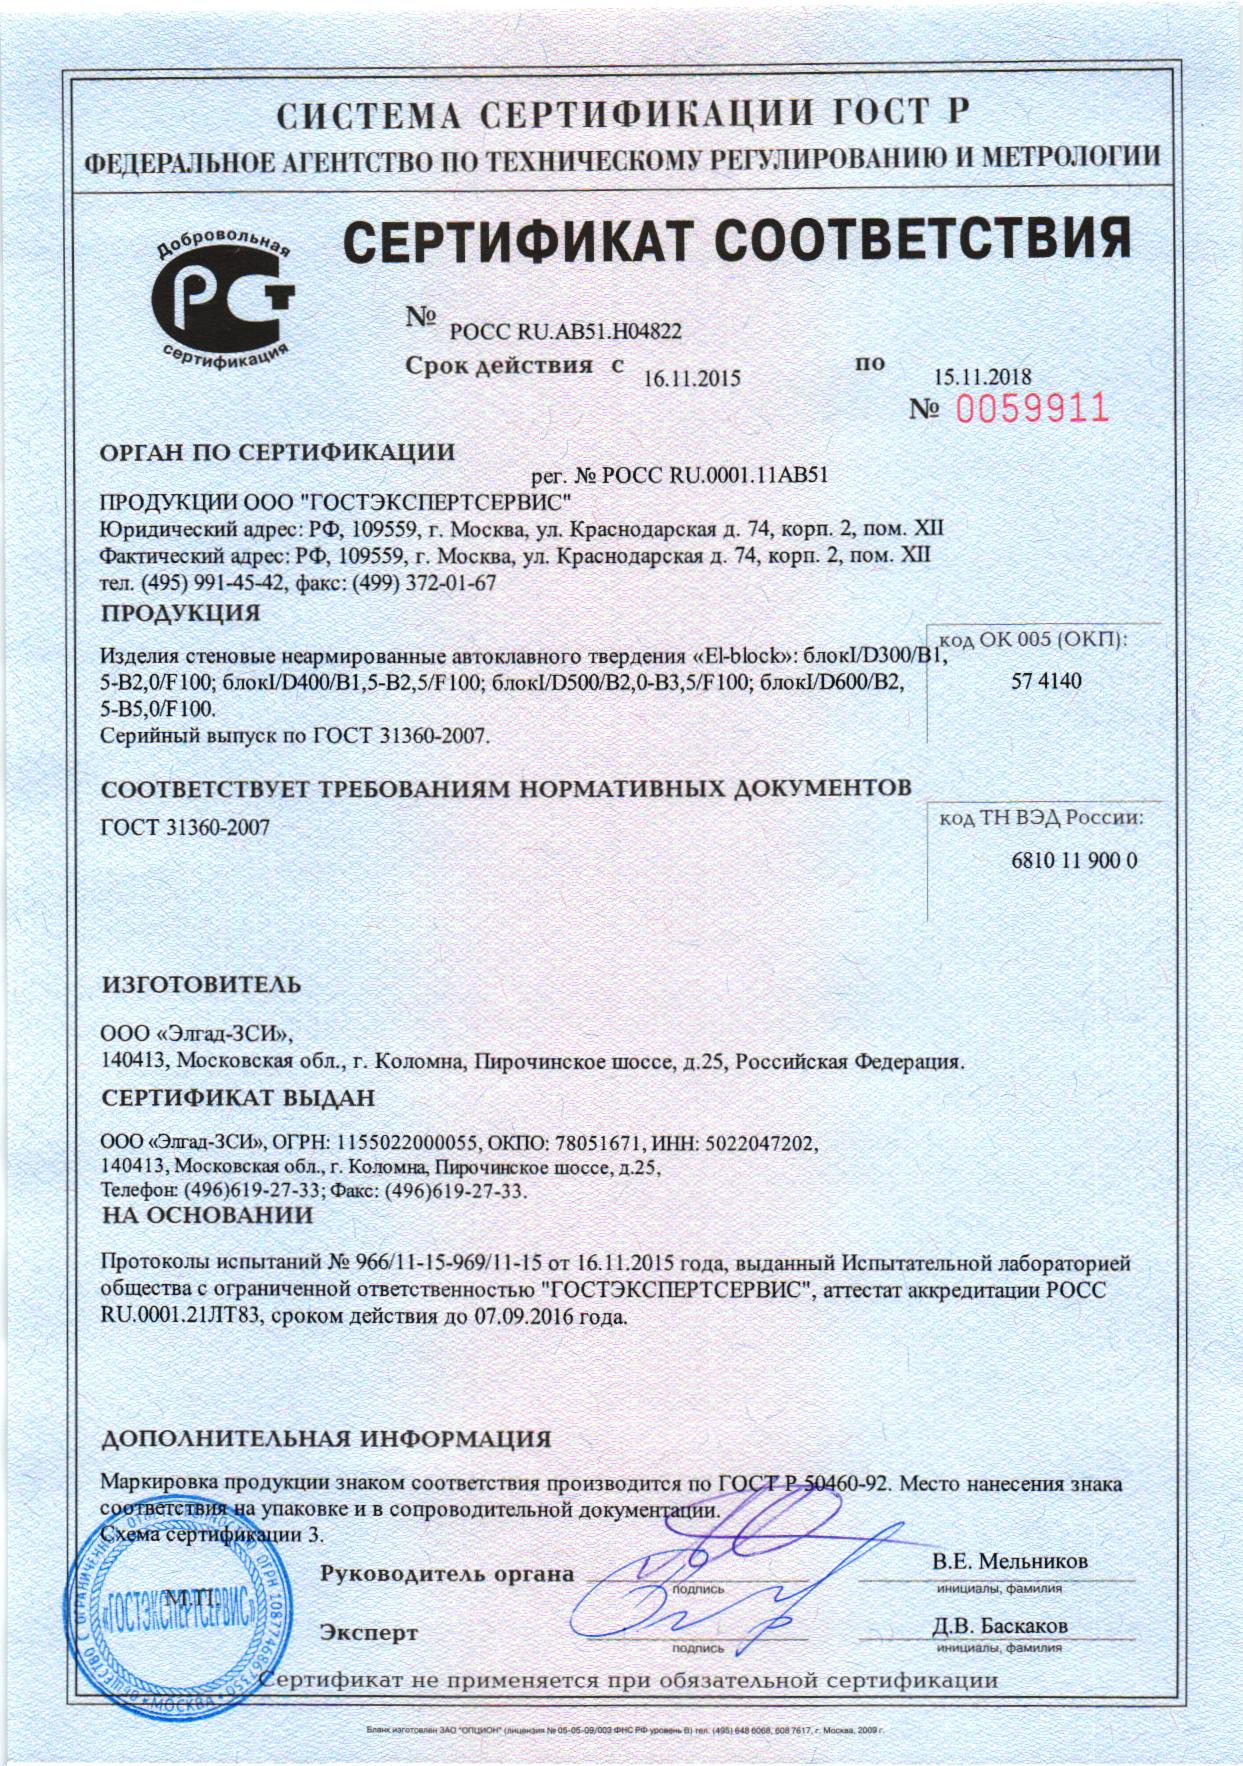 СИСТЕМА СЕРТИФИКАЦИИ ГОСТ Р
ФЕДЕРАЛЬНОЕ АГЕНТСТВО ПО ТЕХНИЧЕСКОМУ РЕГУЛИРОВАНИЮ И МЕТРОЛОГИИ
Добровольная
РСТ
сертификация
СЕРТИФИКАТ СООТВЕТСТВИЯ
№ РОСС RU.АВ51.Н04822
Срок действия с 16.11.2015 по 15.11.2018
№ 0059911
ОРГАН ПО СЕРТИФИКАЦИИ
рег. № РОСС RU.0001.11АВ51
ПРОДУКЦИИ ООО "ГОСТЭКСПЕРТСЕРВИС"
Юридический адрес: РФ, 109559, г. Москва, ул. Краснодарская д. 74, корп. 2, пом. XII
Фактический адрес: РФ, 109559, г. Москва, ул. Краснодарская д. 74, корп. 2, пом. XII
тел. (495) 991-45-42, факс: (499) 372-01-67
ПРОДУКЦИЯ
Изделия стеновые неармированные автоклавного твердения «El-block»: блокI/D300/В1,
5-В2,0/F100; блокI/D400/В1,5-В2,5/F100; блокI/D500/В2,0-В3,5/F100; блокI/D600/В2,
5-В5,0/F100.
Серийный выпуск по ГОСТ 31360-2007.
код ОК 005 (ОКП):
57 4140
СООТВЕТСТВУЕТ ТРЕБОВАНИЯМ НОРМАТИВНЫХ ДОКУМЕНТОВ
ГОСТ 31360-2007
код ТН ВЭД России:
6810 11 900 0
ИЗГОТОВИТЕЛЬ
ООО «Элгад-ЗСИ»,
140413, Московская обл., г. Коломна, Пирочинское шоссе, д.25, Российская Федерация.
СЕРТИФИКАТ ВЫДАН
ООО «Элгад-ЗСИ», ОГРН: 1155022000055, ОКПО: 78051671, ИНН: 5022047202,
140413, Московская обл., г. Коломна, Пирочинское шоссе, д.25,
Телефон: (496)619-27-33; Факс: (496)619-27-33.
НА ОСНОВАНИИ
Протоколы испытаний № 966/11-15-969/11-15 от 16.11.2015 года, выданный Испытательной лабораторией
общества с ограниченной ответственностью "ГОСТЭКСПЕРТСЕРВИС", аттестат аккредитации РОСС
RU.0001.21ЛТ83, сроком действия до 07.09.2016 года.
ДОПОЛНИТЕЛЬНАЯ ИНФОРМАЦИЯ
Маркировка продукции знаком соответствия производится по ГОСТ Р 50460-92. Место нанесения знака
соответствия на упаковке и в сопроводительной документации.
Схема сертификации 3.
М.П.
«ГОСТЭКСПЕРТСЕРВИС»
ОБЩЕСТВО С ОГРАНИЧЕННОЙ ОТВЕТСТВЕННОСТЬЮ
МОСКВА
Руководитель органа
подпись
В.Е. Мельников
инициалы, фамилия
Эксперт
подпись
Д.В. Баскаков
инициалы, фамилия
Сертификат не применяется при обязательной сертификации
Бланк изготовлен ЗАО "ОПЦИОН" (лицензия № 05-05-09/003 ФНС РФ уровень В) тел. (495) 648 6068, 608 7617, г. Москва, 2009 г.